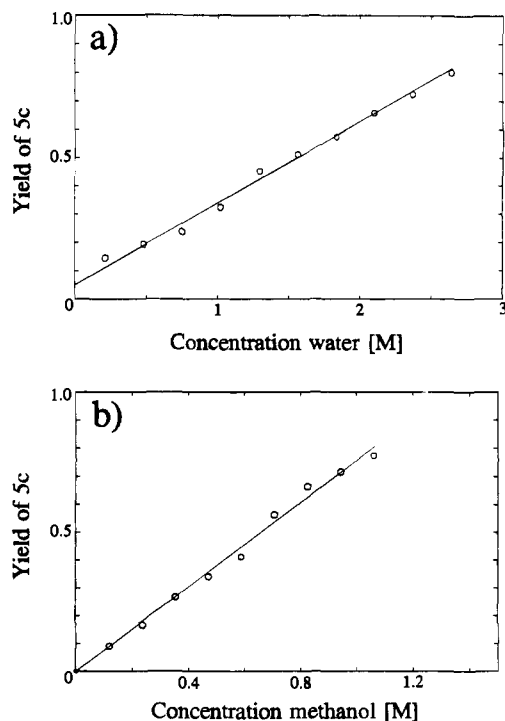 a)
1.0
0.5
0
Yield of 5c
1
2
3
Concentration water [M]
b)
1.0
0.5
0
Yield of 5c
0.4
0.8
1.2
Concentration methanol [M]